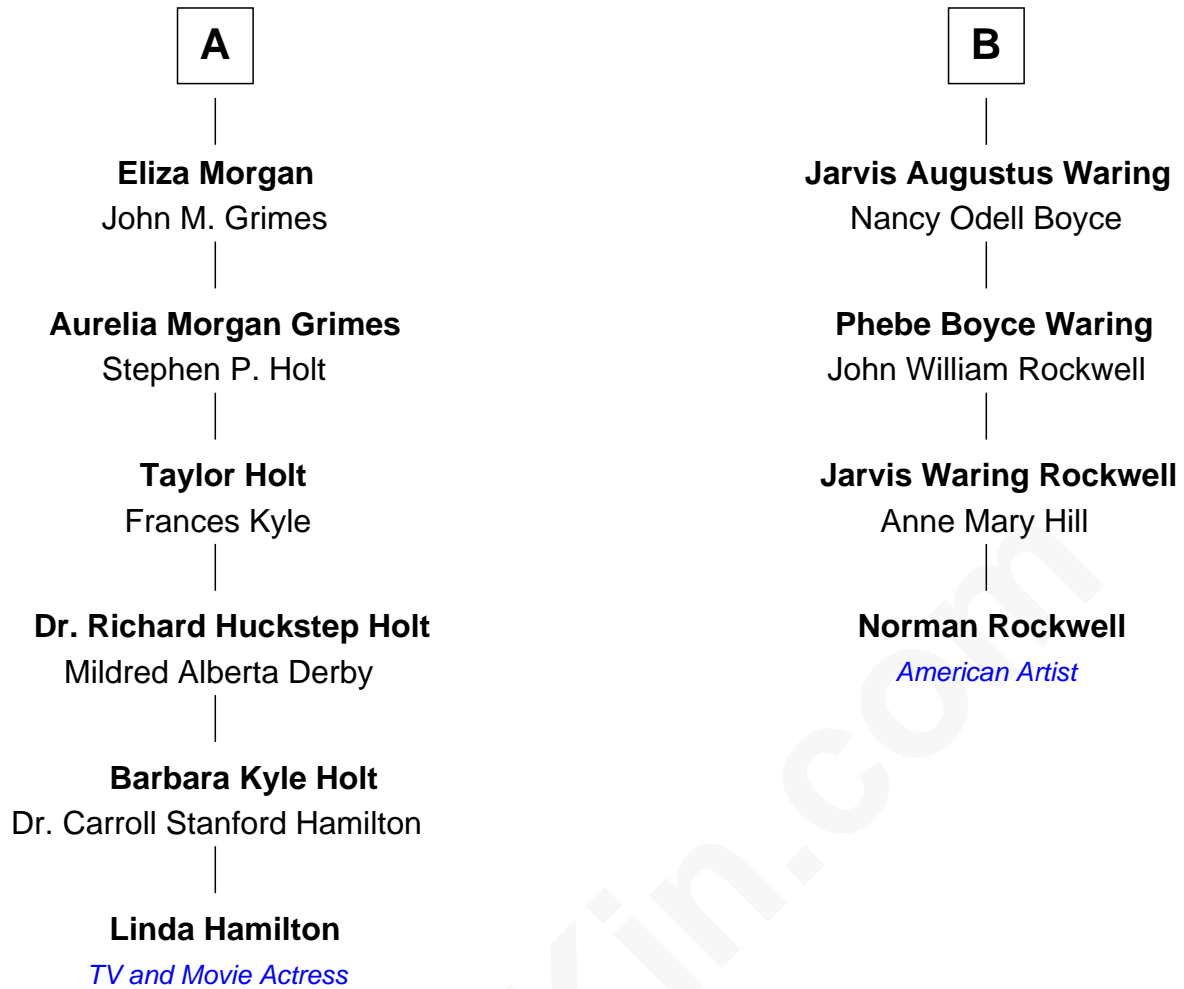 A
Eliza Morgan
John M. Grimes
Aurelia Morgan Grimes
Stephen P. Holt
Taylor Holt
Frances Kyle
Dr. Richard Huckstep Holt
Mildred Alberta Derby
Barbara Kyle Holt
Dr. Carroll Stanford Hamilton
Linda Hamilton
TV and Movie Actress
B
Jarvis Augustus Waring
Nancy Odell Boyce
Phebe Boyce Waring
John William Rockwell
Jarvis Waring Rockwell
Anne Mary Hill
Norman Rockwell
American Artist
Kin.com